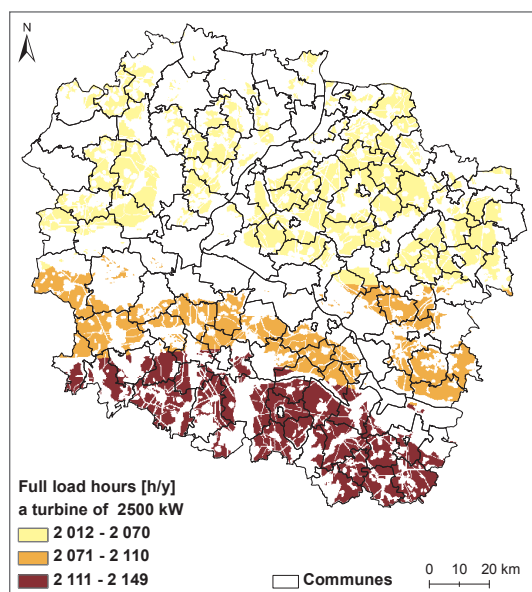 N
Full load hours [h/y]
a turbine of 2500 kW
2 012 - 2 070
2 071 - 2 110
2 111 - 2 149
Communes
0 10 20 km